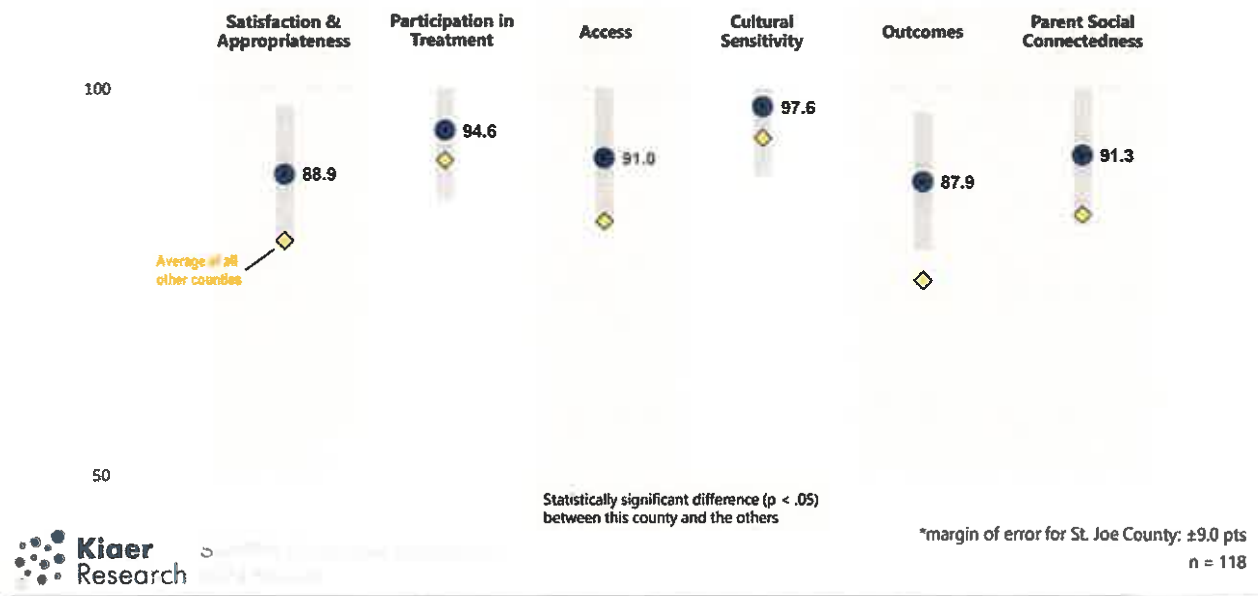 Satisfaction &
Appropriateness
Participation in
Treatment
Access
Cultural
Sensitivity
Outcomes
Parent Social
Connectedness
100
88.9
94.6
91.0
97.6
87.9
91.3
Average of all
other counties
50
Statistically significant difference (p < .05)
between this county and the others
*margin of error for St. Joe County: ±9.0 pts
n = 118
Kiaer
Research